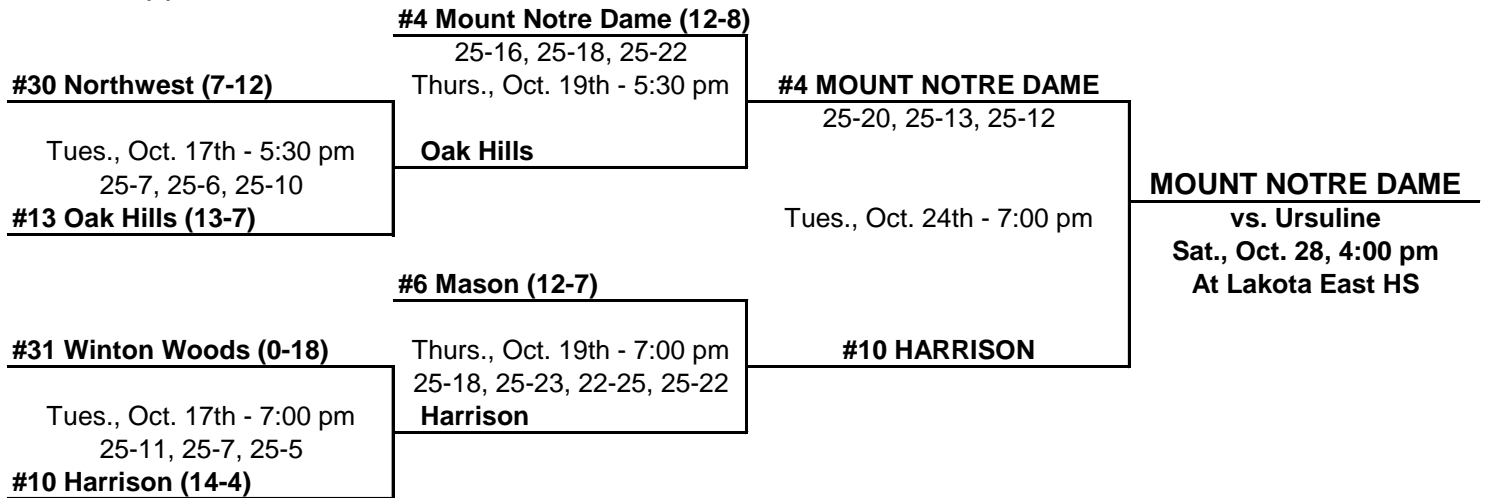 #4 Mount Notre Dame (12-8)
25-16, 25-18, 25-22
#30 Northwest (7-12)
Thurs., Oct. 19th - 5:30 pm
#4 MOUNT NOTRE DAME
25-20, 25-13, 25-12
Tues., Oct. 17th - 5:30 pm
Oak Hills
25-7, 25-6, 25-10
MOUNT NOTRE DAME
#13 Oak Hills (13-7)
Tues., Oct. 24th - 7:00 pm
vs. Ursuline
Sat., Oct. 28, 4:00 pm
#6 Mason (12-7)
At Lakota East HS
#31 Winton Woods (0-18)
Thurs., Oct. 19th - 7:00 pm
#10 HARRISON
25-18, 25-23, 22-25, 25-22
Tues., Oct. 17th - 7:00 pm
Harrison
25-11, 25-7, 25-5
#10 Harrison (14-4)